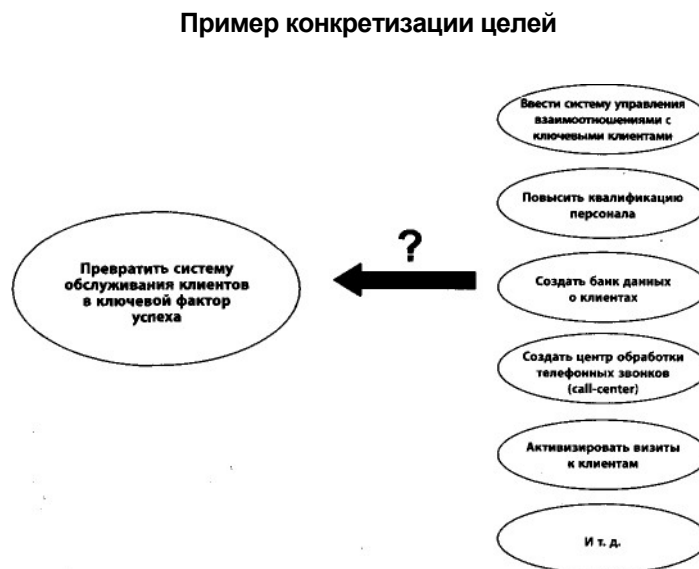 Пример конкретизации целей
Ввести систему управления
взаимоотношениями с
ключевыми клиентами
Повысить квалификацию
персонала
Превратить систему
обслуживания клиентов
в ключевой фактор
успеха
?
Создать банк данных
о клиентах
Создать центр обработки
телефонных звонков
(call-center)
Активизировать визиты
к клиентам
И т. д.